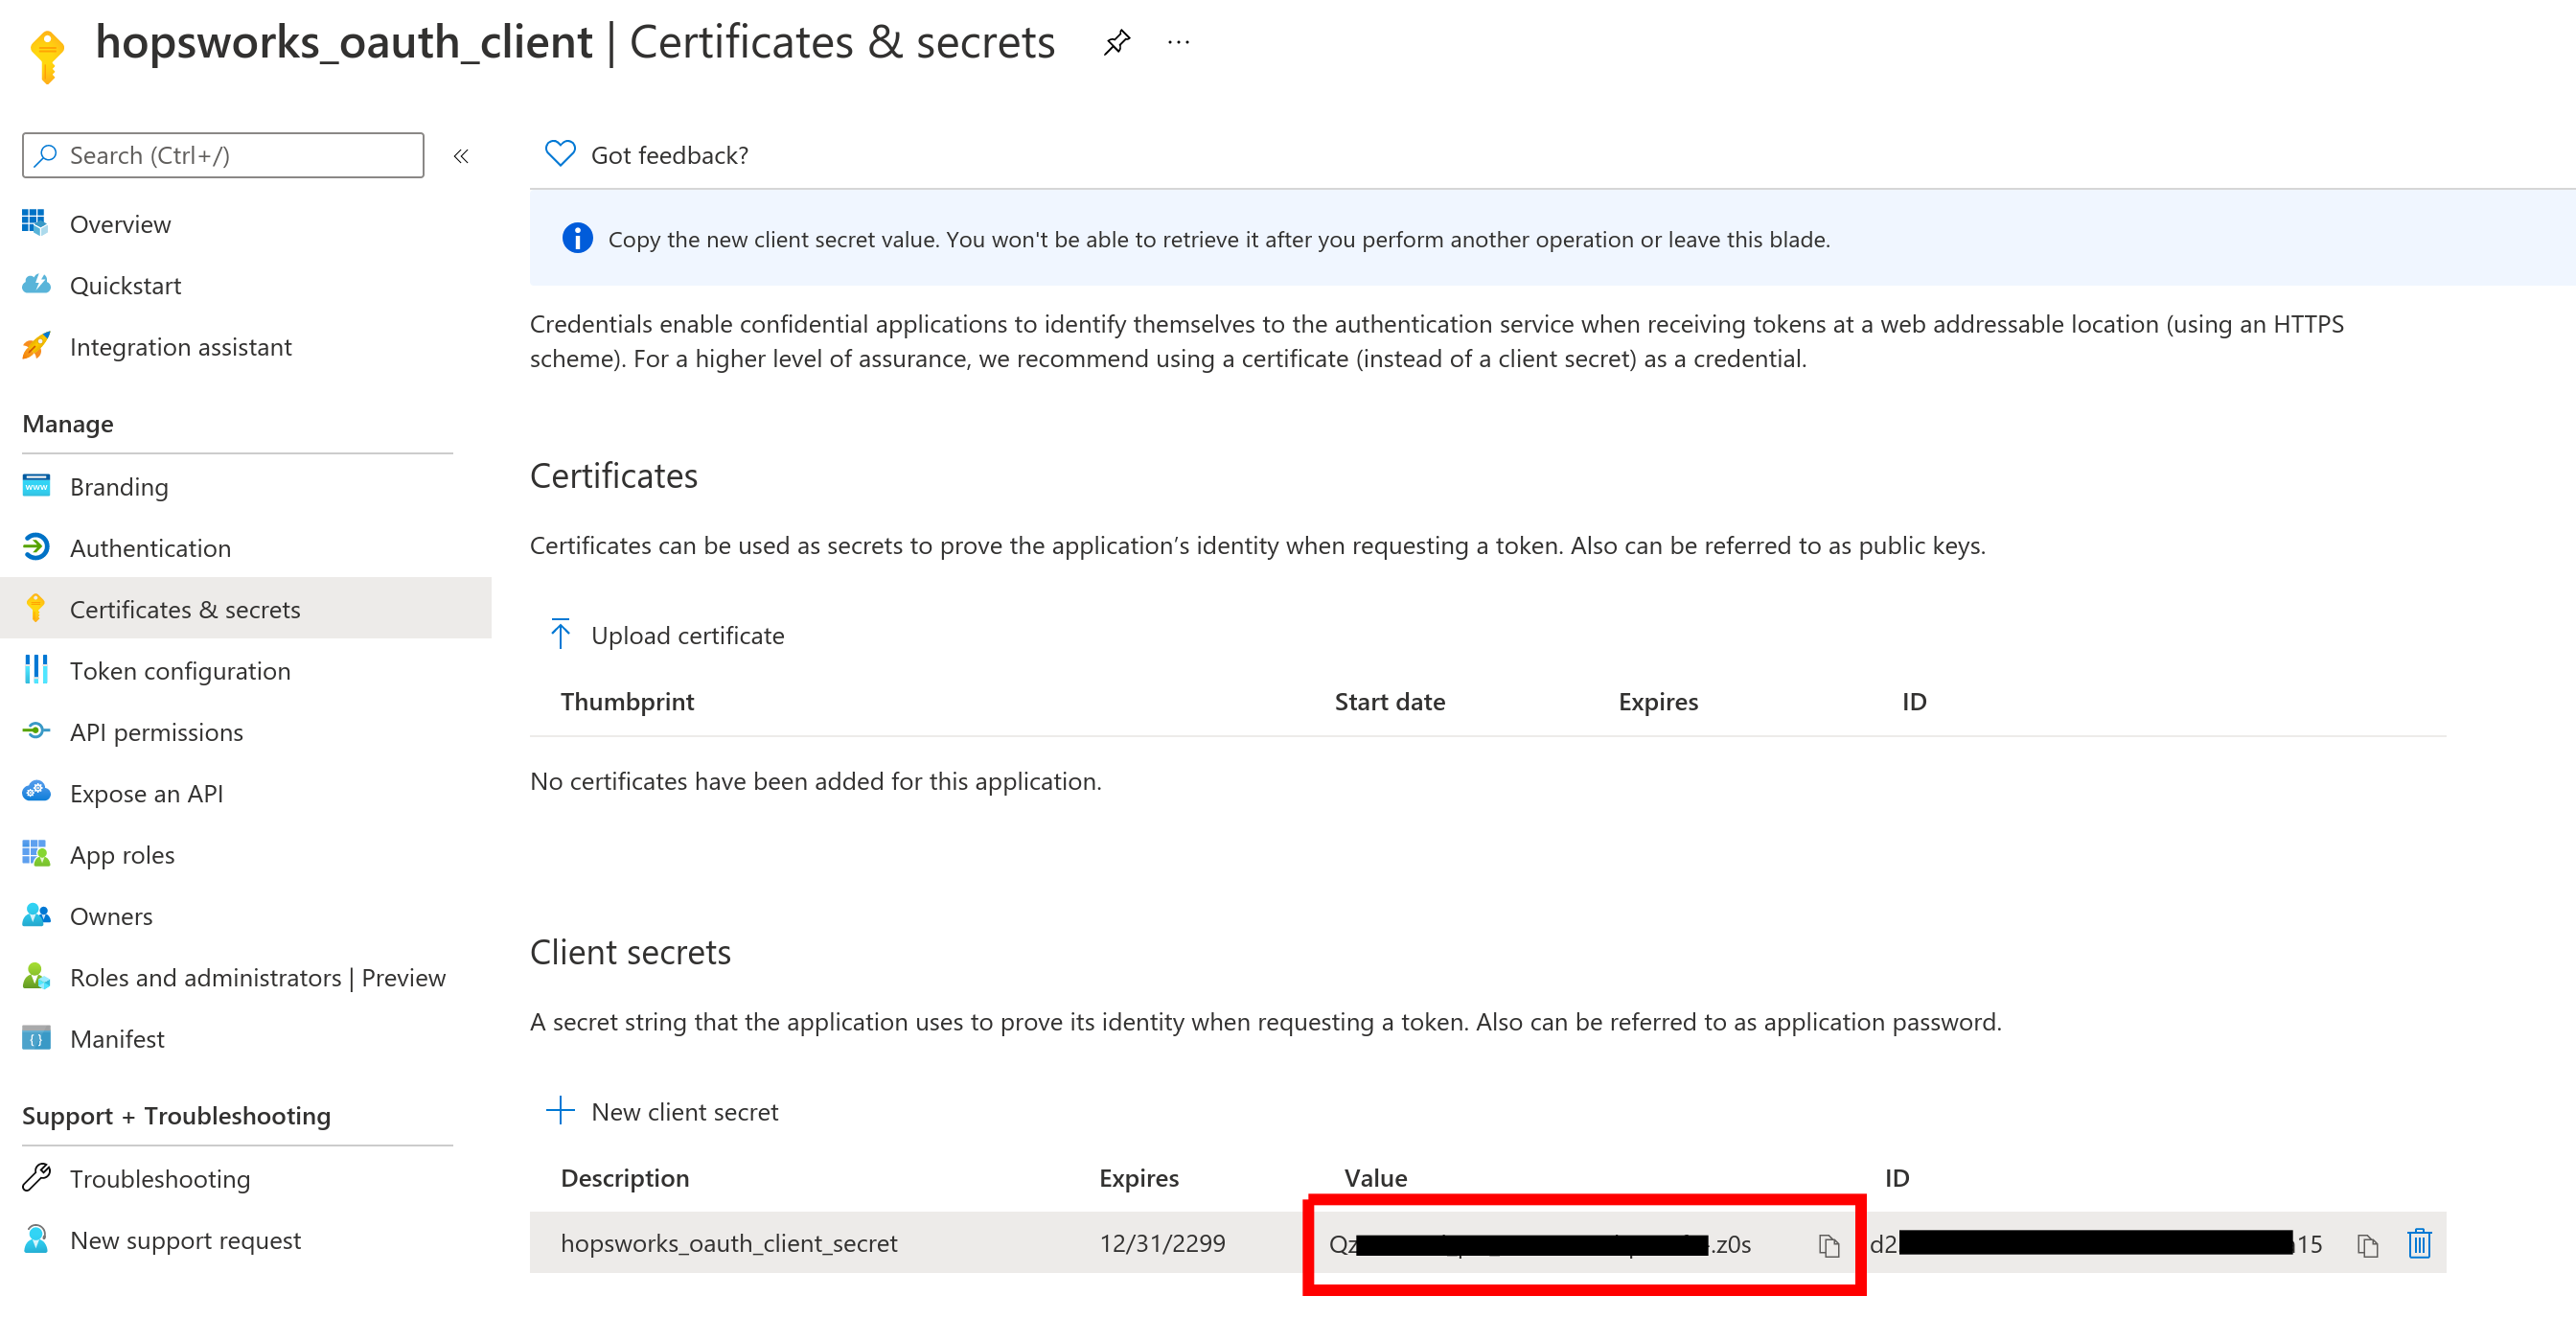 hopsworks_oauth_client | Certificates & secrets
Search (Ctrl+/)
Overview
Quickstart
Integration assistant
Manage
Branding
Authentication
Certificates & secrets
Token configuration
API permissions
Expose an API
App roles
Owners
Roles and administrators | Preview
Manifest
Support + Troubleshooting
Troubleshooting
New support request
Got feedback?
Copy the new client secret value. You won't be able to retrieve it after you perform another operation or leave this blade.
Credentials enable confidential applications to identify themselves to the authentication service when receiving tokens at a web addressable location (using an HTTPS
scheme). For a higher level of assurance, we recommend using a certificate (instead of a client secret) as a credential.
Certificates
Certificates can be used as secrets to prove the application’s identity when requesting a token. Also can be referred to as public keys.
Upload certificate
Thumbprint Start date Expires ID
No certificates have been added for this application.
Client secrets
A secret string that the application uses to prove its identity when requesting a token. Also can be referred to as application password.
New client secret
Description Expires Value ID
hopsworks_oauth_client_secret 12/31/2299